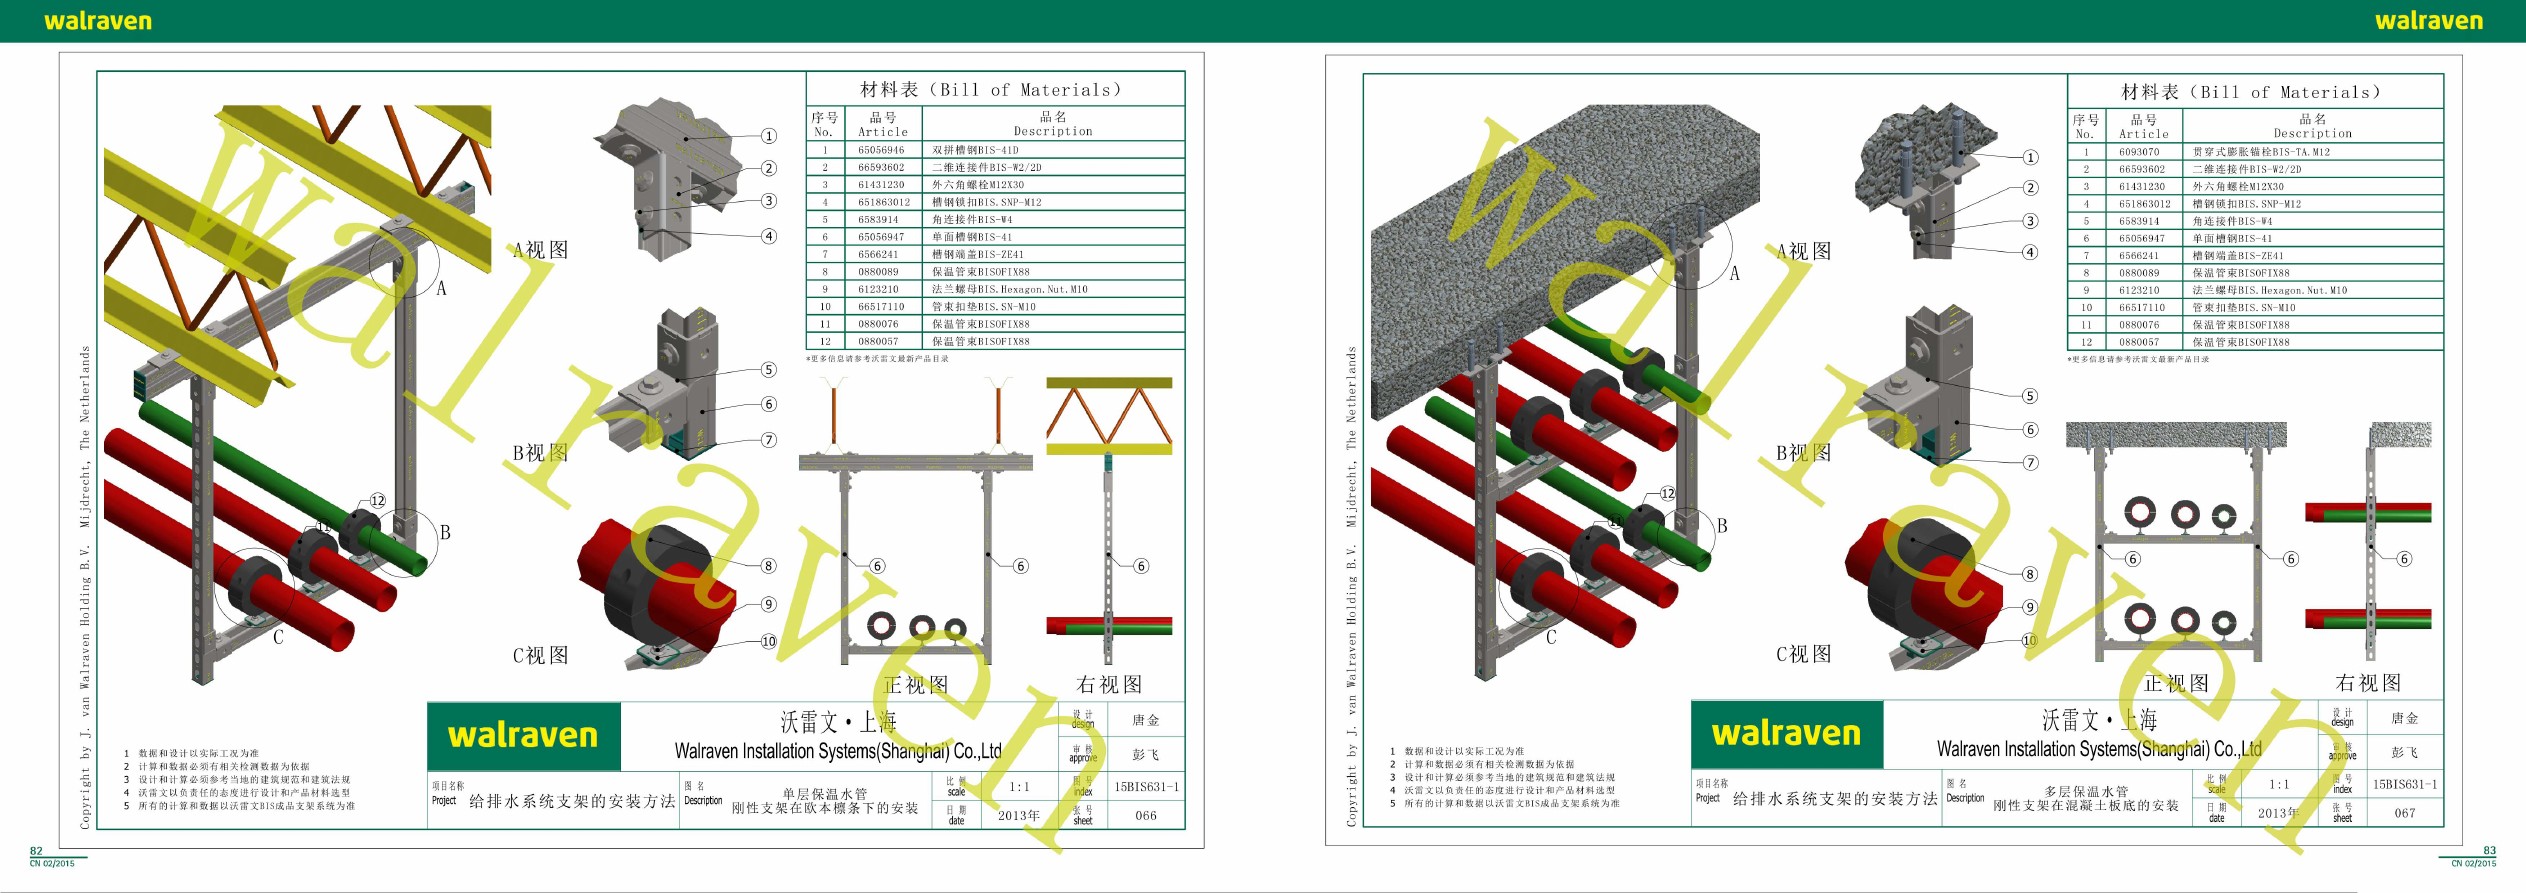 walraven
walraven
材料表（Bill of Materials）
序号 品号 品名
No. Article Description
1 65056946 双拼槽钢BIS-41D
2 66593602 二维连接件BIS-W2/2D
3 61431230 外六角螺栓M12X30
4 651863012 槽钢锁扣BIS.SNP-M12
5 6583914 角连接件BIS-W4
6 65056947 单面槽钢BIS-41
7 6566241 槽钢端盖BIS-ZE41
8 0880089 保温管束BISOFIX88
9 6123210 法兰螺母BIS.Hexagon.Nut.M10
10 66517110 管束扣垫BIS.SN-M10
11 0880076 保温管束BISOFIX88
12 0880057 保温管束BISOFIX88
*更多信息请参考沃雷文最新产品目录
1
2
3
4
A视图
A
5
6
7
B视图
12
11
B
8
9
10
C视图
C
6
6
6
正视图
右视图
walraven
Copyright by J. van Walraven Holding B.V. Mijdrecht, The Netherlands
1 数据和设计以实际工况为准
2 计算和数据必须有相关检测数据为依据
3 设计和计算必须参考当地的建筑规范和建筑法规
4 沃雷文以负责任的态度进行设计和产品材料选型
5 所有的计算和数据以沃雷文BIS成品支架系统为准
walraven
沃雷文·上海
Walraven Installation Systems(Shanghai) Co.,Ltd
设计 design 唐金
审核 approve 彭飞
项目名称 Project 给排水系统支架的安装方法
图名 Description 单层保温水管
刚性支架在欧本檩条下的安装
比例 scale 1:1
图号 index 15BIS631-1
日期 date 2013年
张号 sheet 066
82
CN 02/2015
材料表（Bill of Materials）
序号 品号 品名
No. Article Description
1 6093070 贯穿式膨胀锚栓BIS-TA.M12
2 66593602 二维连接件BIS-W2/2D
3 61431230 外六角螺栓M12X30
4 651863012 槽钢锁扣BIS.SNP-M12
5 6583914 角连接件BIS-W4
6 65056947 单面槽钢BIS-41
7 6566241 槽钢端盖BIS-ZE41
8 0880089 保温管束BISOFIX88
9 6123210 法兰螺母BIS.Hexagon.Nut.M10
10 66517110 管束扣垫BIS.SN-M10
11 0880076 保温管束BISOFIX88
12 0880057 保温管束BISOFIX88
*更多信息请参考沃雷文最新产品目录
1
2
3
4
A视图
A
5
6
7
B视图
12
11
B
8
9
10
C视图
C
6
6
6
正视图
右视图
walraven
Copyright by J. van Walraven Holding B.V. Mijdrecht, The Netherlands
1 数据和设计以实际工况为准
2 计算和数据必须有相关检测数据为依据
3 设计和计算必须参考当地的建筑规范和建筑法规
4 沃雷文以负责任的态度进行设计和产品材料选型
5 所有的计算和数据以沃雷文BIS成品支架系统为准
walraven
沃雷文·上海
Walraven Installation Systems(Shanghai) Co.,Ltd
设计 design 唐金
审核 approve 彭飞
项目名称 Project 给排水系统支架的安装方法
图名 Description 多层保温水管
刚性支架在混凝土板底的安装
比例 scale 1:1
图号 index 15BIS631-1
日期 date 2013年
张号 sheet 067
83
CN 02/2015